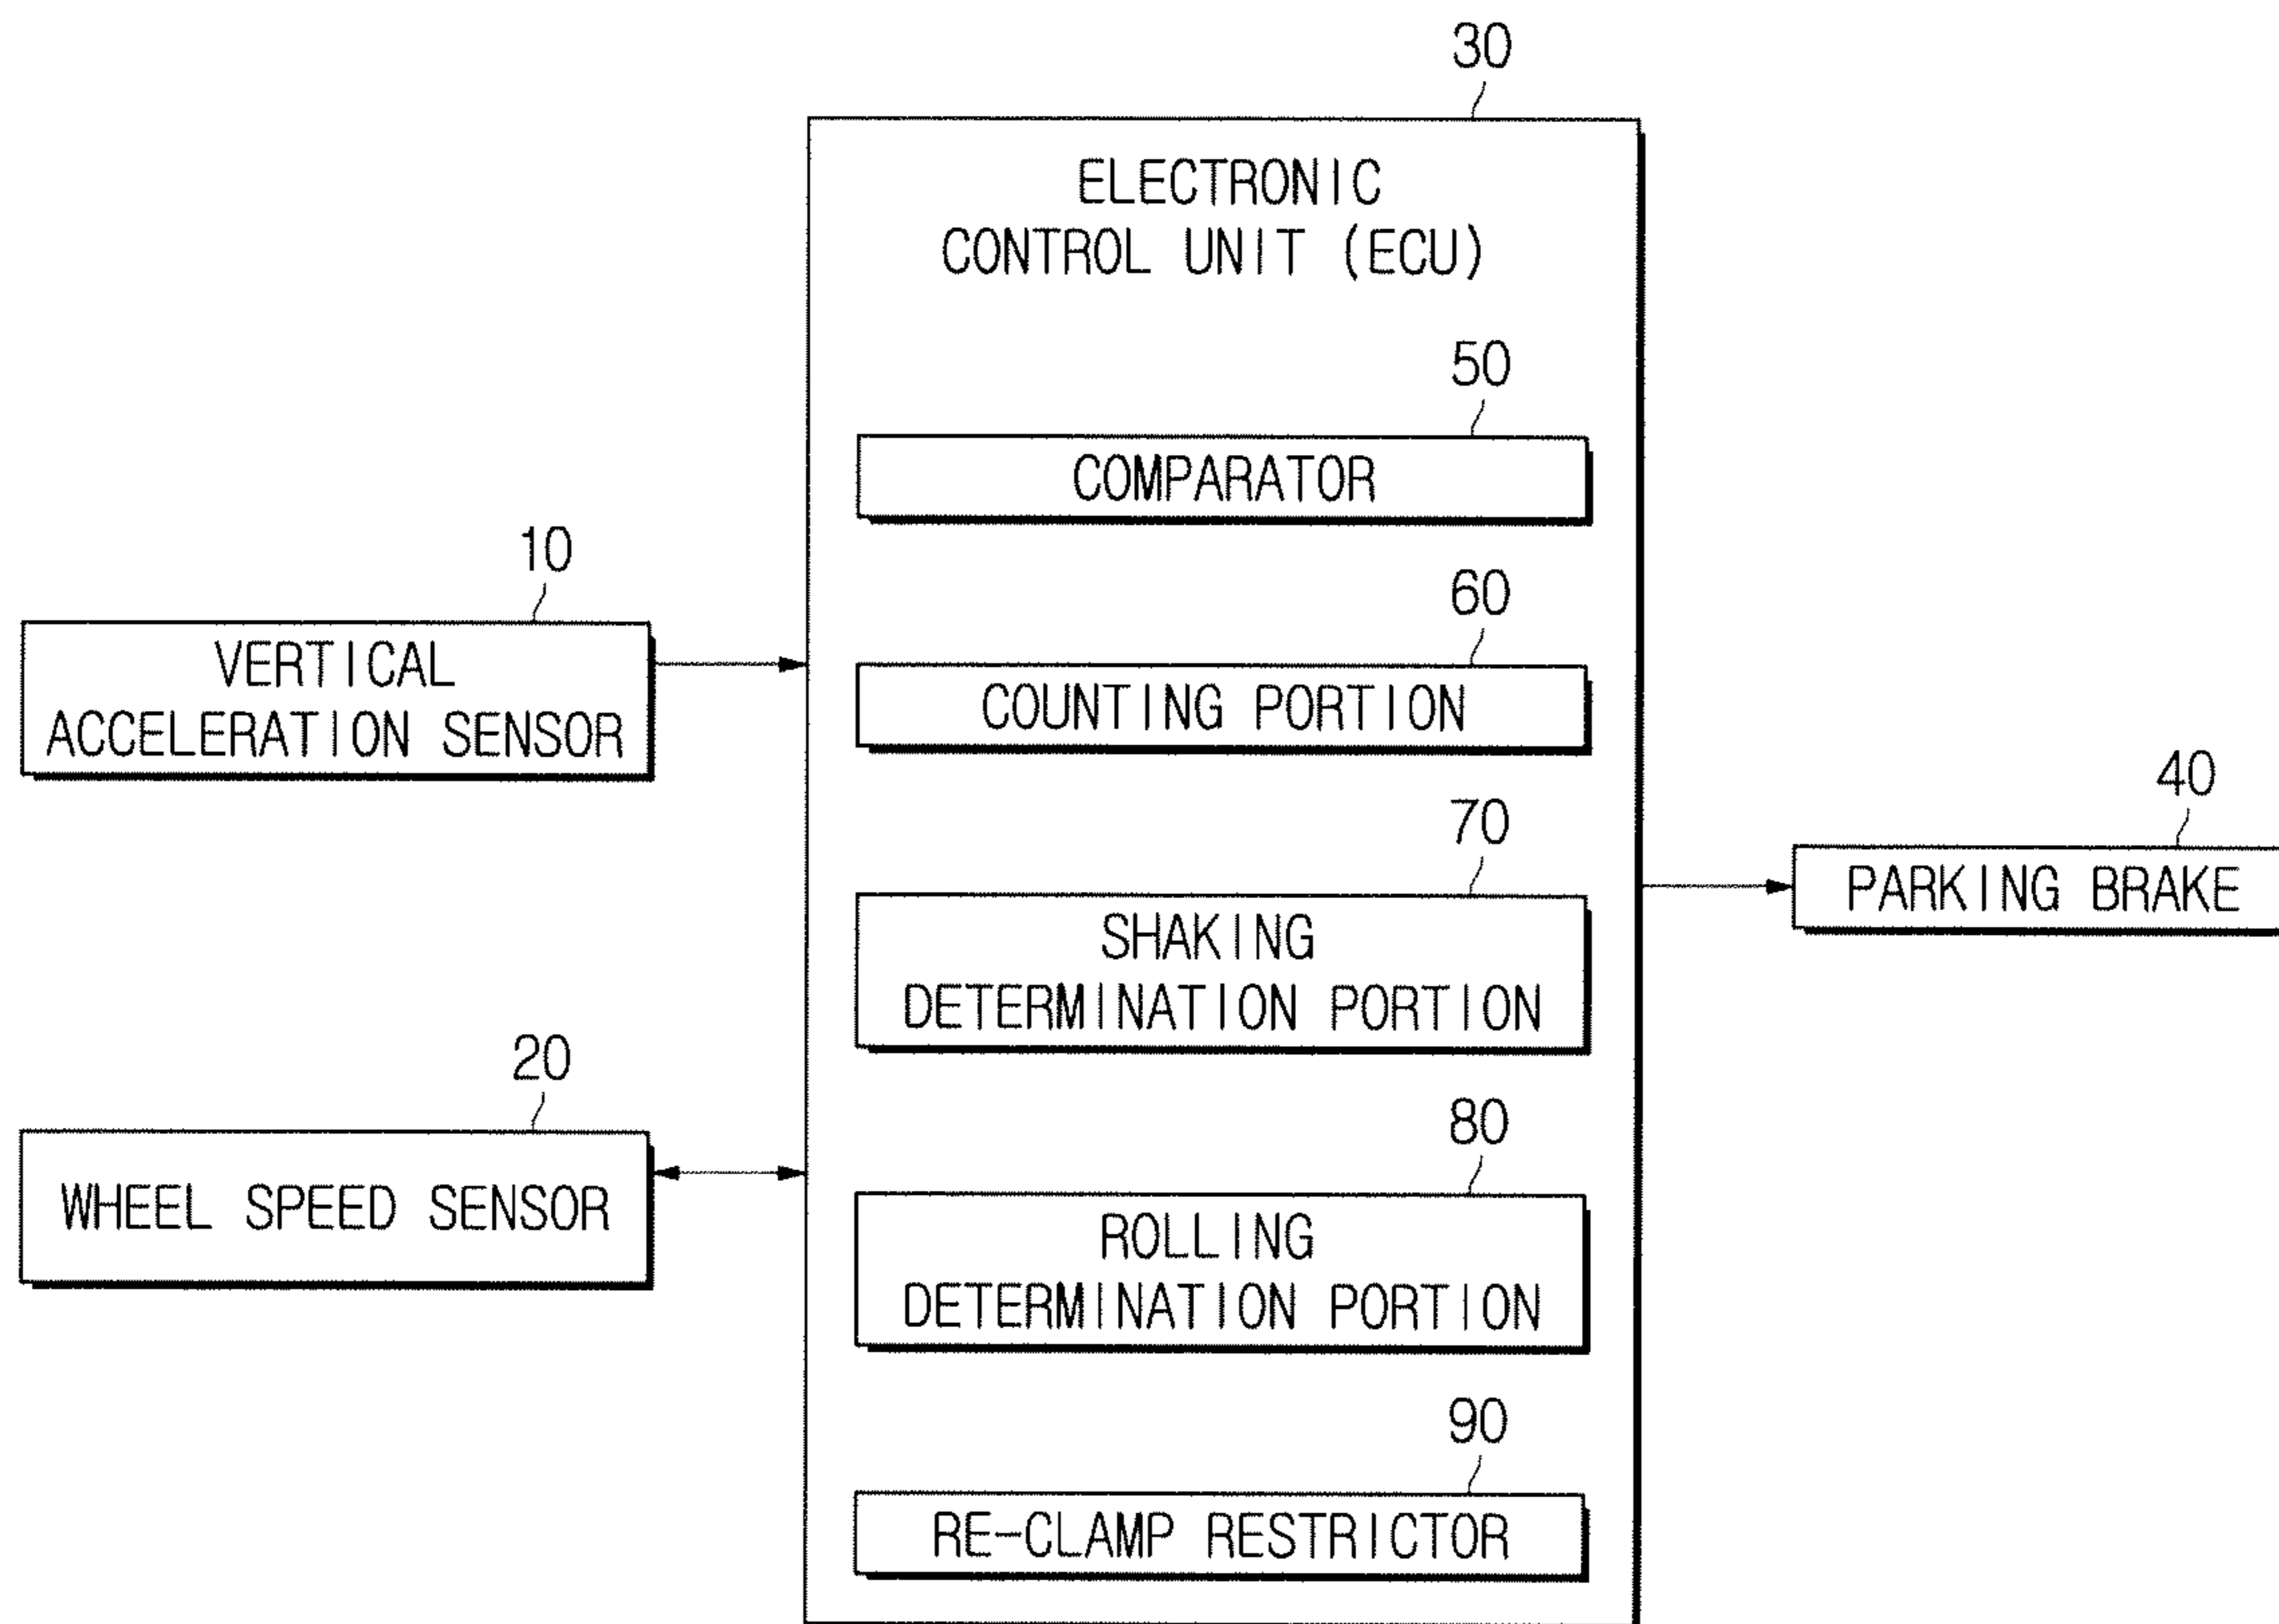 30
ELECTRONIC
CONTROL UNIT (ECU)
50
COMPARATOR
10
VERTICAL
ACCELERATION SENSOR
60
COUNTING PORTION
40
PARKING BRAKE
70
SHAKING
DETERMINATION PORTION
20
WHEEL SPEED SENSOR
80
ROLLING
DETERMINATION PORTION
90
RE-CLAMP RESTRICTOR